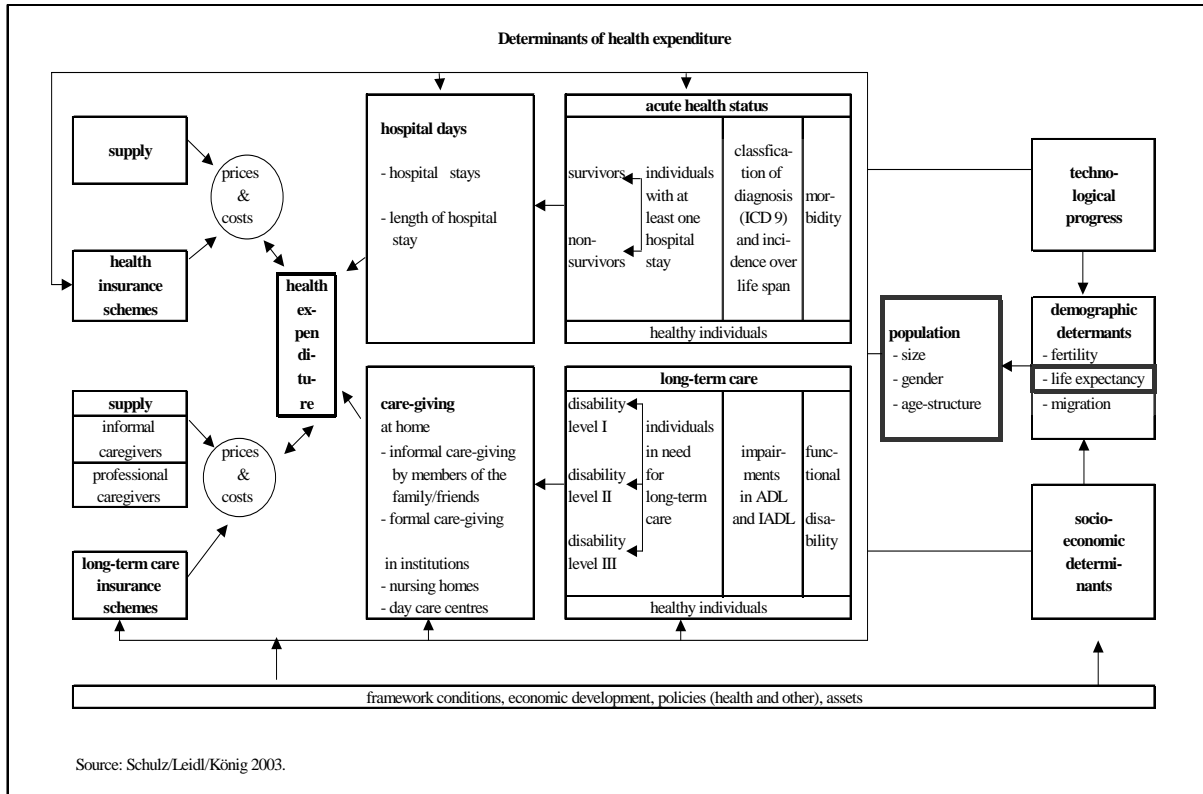 Determinants of health expenditure
supply
prices
&
costs
health
insurance
schemes
health
ex-
pen
di-
tu-
re
hospital days
- hospital stays
- length of hospital
stay
acute health status
survivors
non-
survivors
individuals
with at
least one
hospital
stay
classfica-
tion of
diagnosis
(ICD 9)
and inci-
dence over
life span
mor-
bidity
healthy individuals
techno-
logical
progress
population
- size
- gender
- age-structure
demographic
determants
- fertility
- life expectancy
- migration
supply
informal
caregivers
professional
caregivers
prices
&
costs
long-term care
insurance
schemes
care-giving
at home
- informal care-giving
by members of the
family/friends
- formal care-giving
in institutions
- nursing homes
- day care centres
long-term care
disability
level I
disability
level II
disability
level III
individuals
in need
for
long-term
care
impair-
ments
in ADL
and IADL
func-
tional
disa-
bility
healthy individuals
socio-
economic
determi-
nants
framework conditions, economic development, policies (health and other), assets
Source: Schulz/Leidl/König 2003.